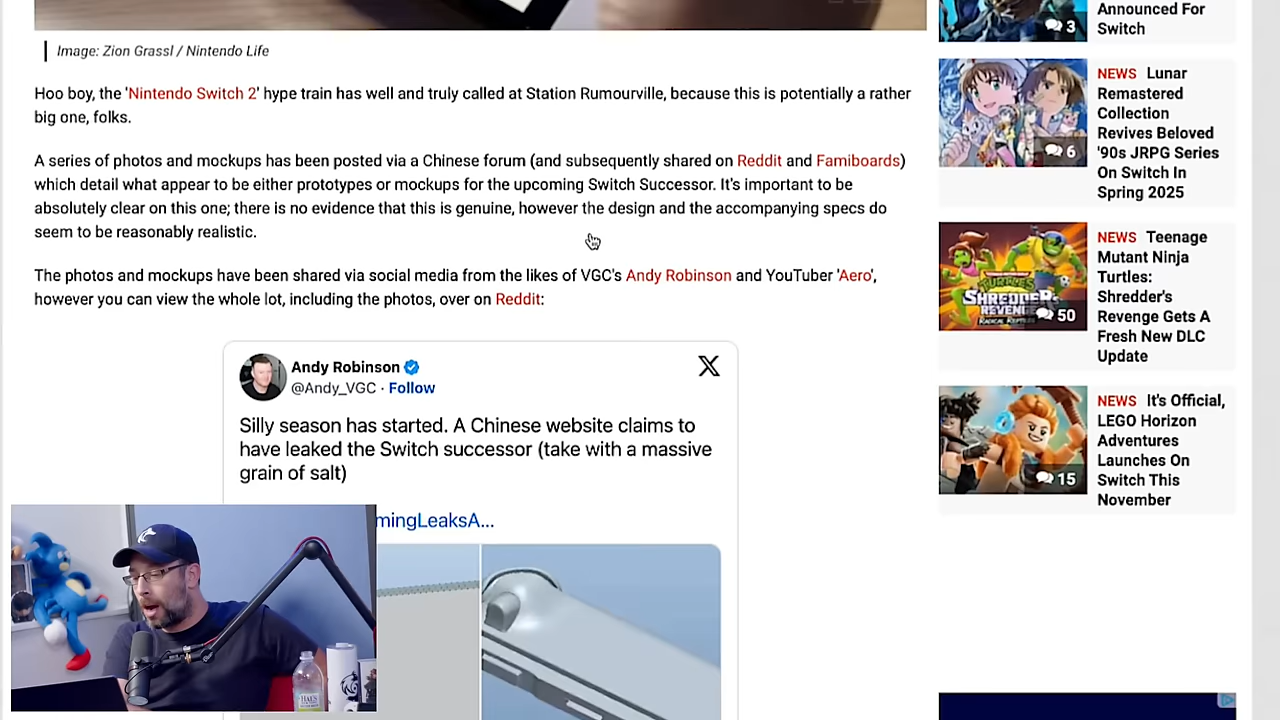 Image: Zion Grassl / Nintendo Life
Hoo boy, the 'Nintendo Switch 2' hype train has well and truly called at Station Rumourville, because this is potentially a rather
big one, folks.
A series of photos and mockups has been posted via a Chinese forum (and subsequently shared on Reddit and Famiboards)
which detail what appear to be either prototypes or mockups for the upcoming Switch Successor. It's important to be
absolutely clear on this one; there is no evidence that this is genuine, however the design and the accompanying specs do
seem to be reasonably realistic.
The photos and mockups have been shared via social media from the likes of VGC's Andy Robinson and YouTuber 'Aero',
however you can view the whole lot, including the photos, over on Reddit:
Andy Robinson
@Andy_VGC · Follow
Silly season has started. A Chinese website claims to
have leaked the Switch successor (take with a massive
grain of salt)
mingLeaksA...
Announced For
Switch
3
NEWS Lunar
Remastered
Collection
Revives Beloved
'90s JRPG Series
On Switch In
Spring 2025
6
NEWS Teenage
Mutant Ninja
Turtles:
Shredder's
Revenge Gets A
Fresh New DLC
Update
TURTLES
SHREDDER'S
REVENGE
50
NEWS It's Official,
LEGO Horizon
Adventures
Launches On
Switch This
November
15